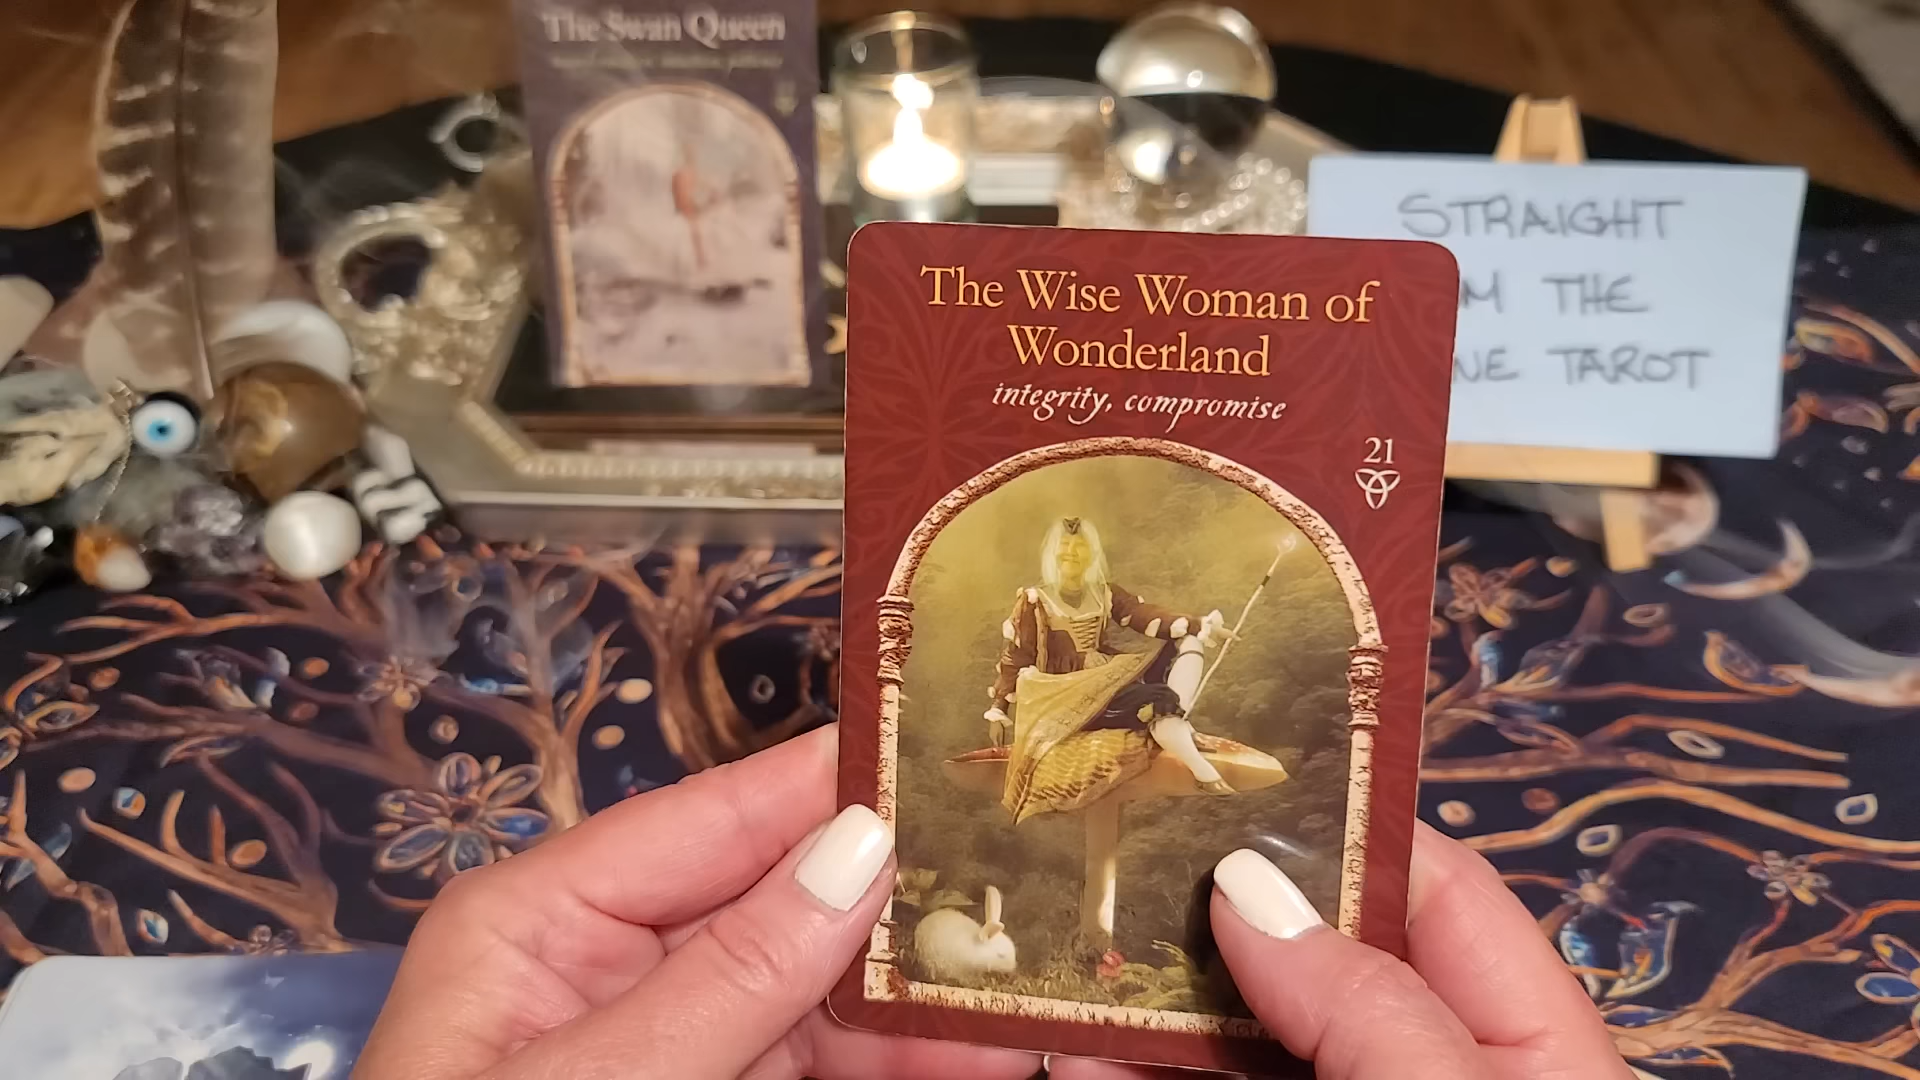 The Swan Queen
The Wise Woman of
Wonderland
integrity, compromise
21
STRAIGHT
M THE
NE TAROT